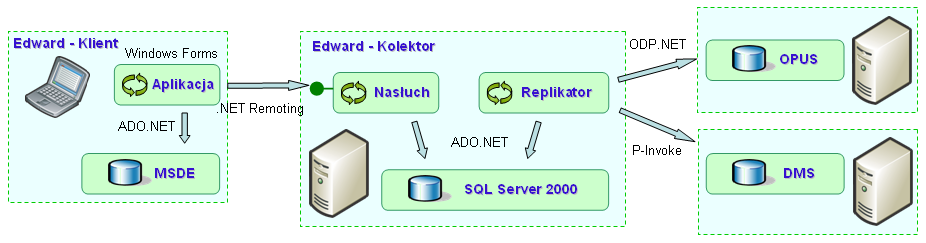 Edward - Klient
Windows Forms
Aplikacja
ADO.NET
MSDE
.NET Remoting
Edward - Kolektor
Nasluch
Replikator
ADO.NET
SQL Server 2000
ODP.NET
OPUS
P-Invoke
DMS